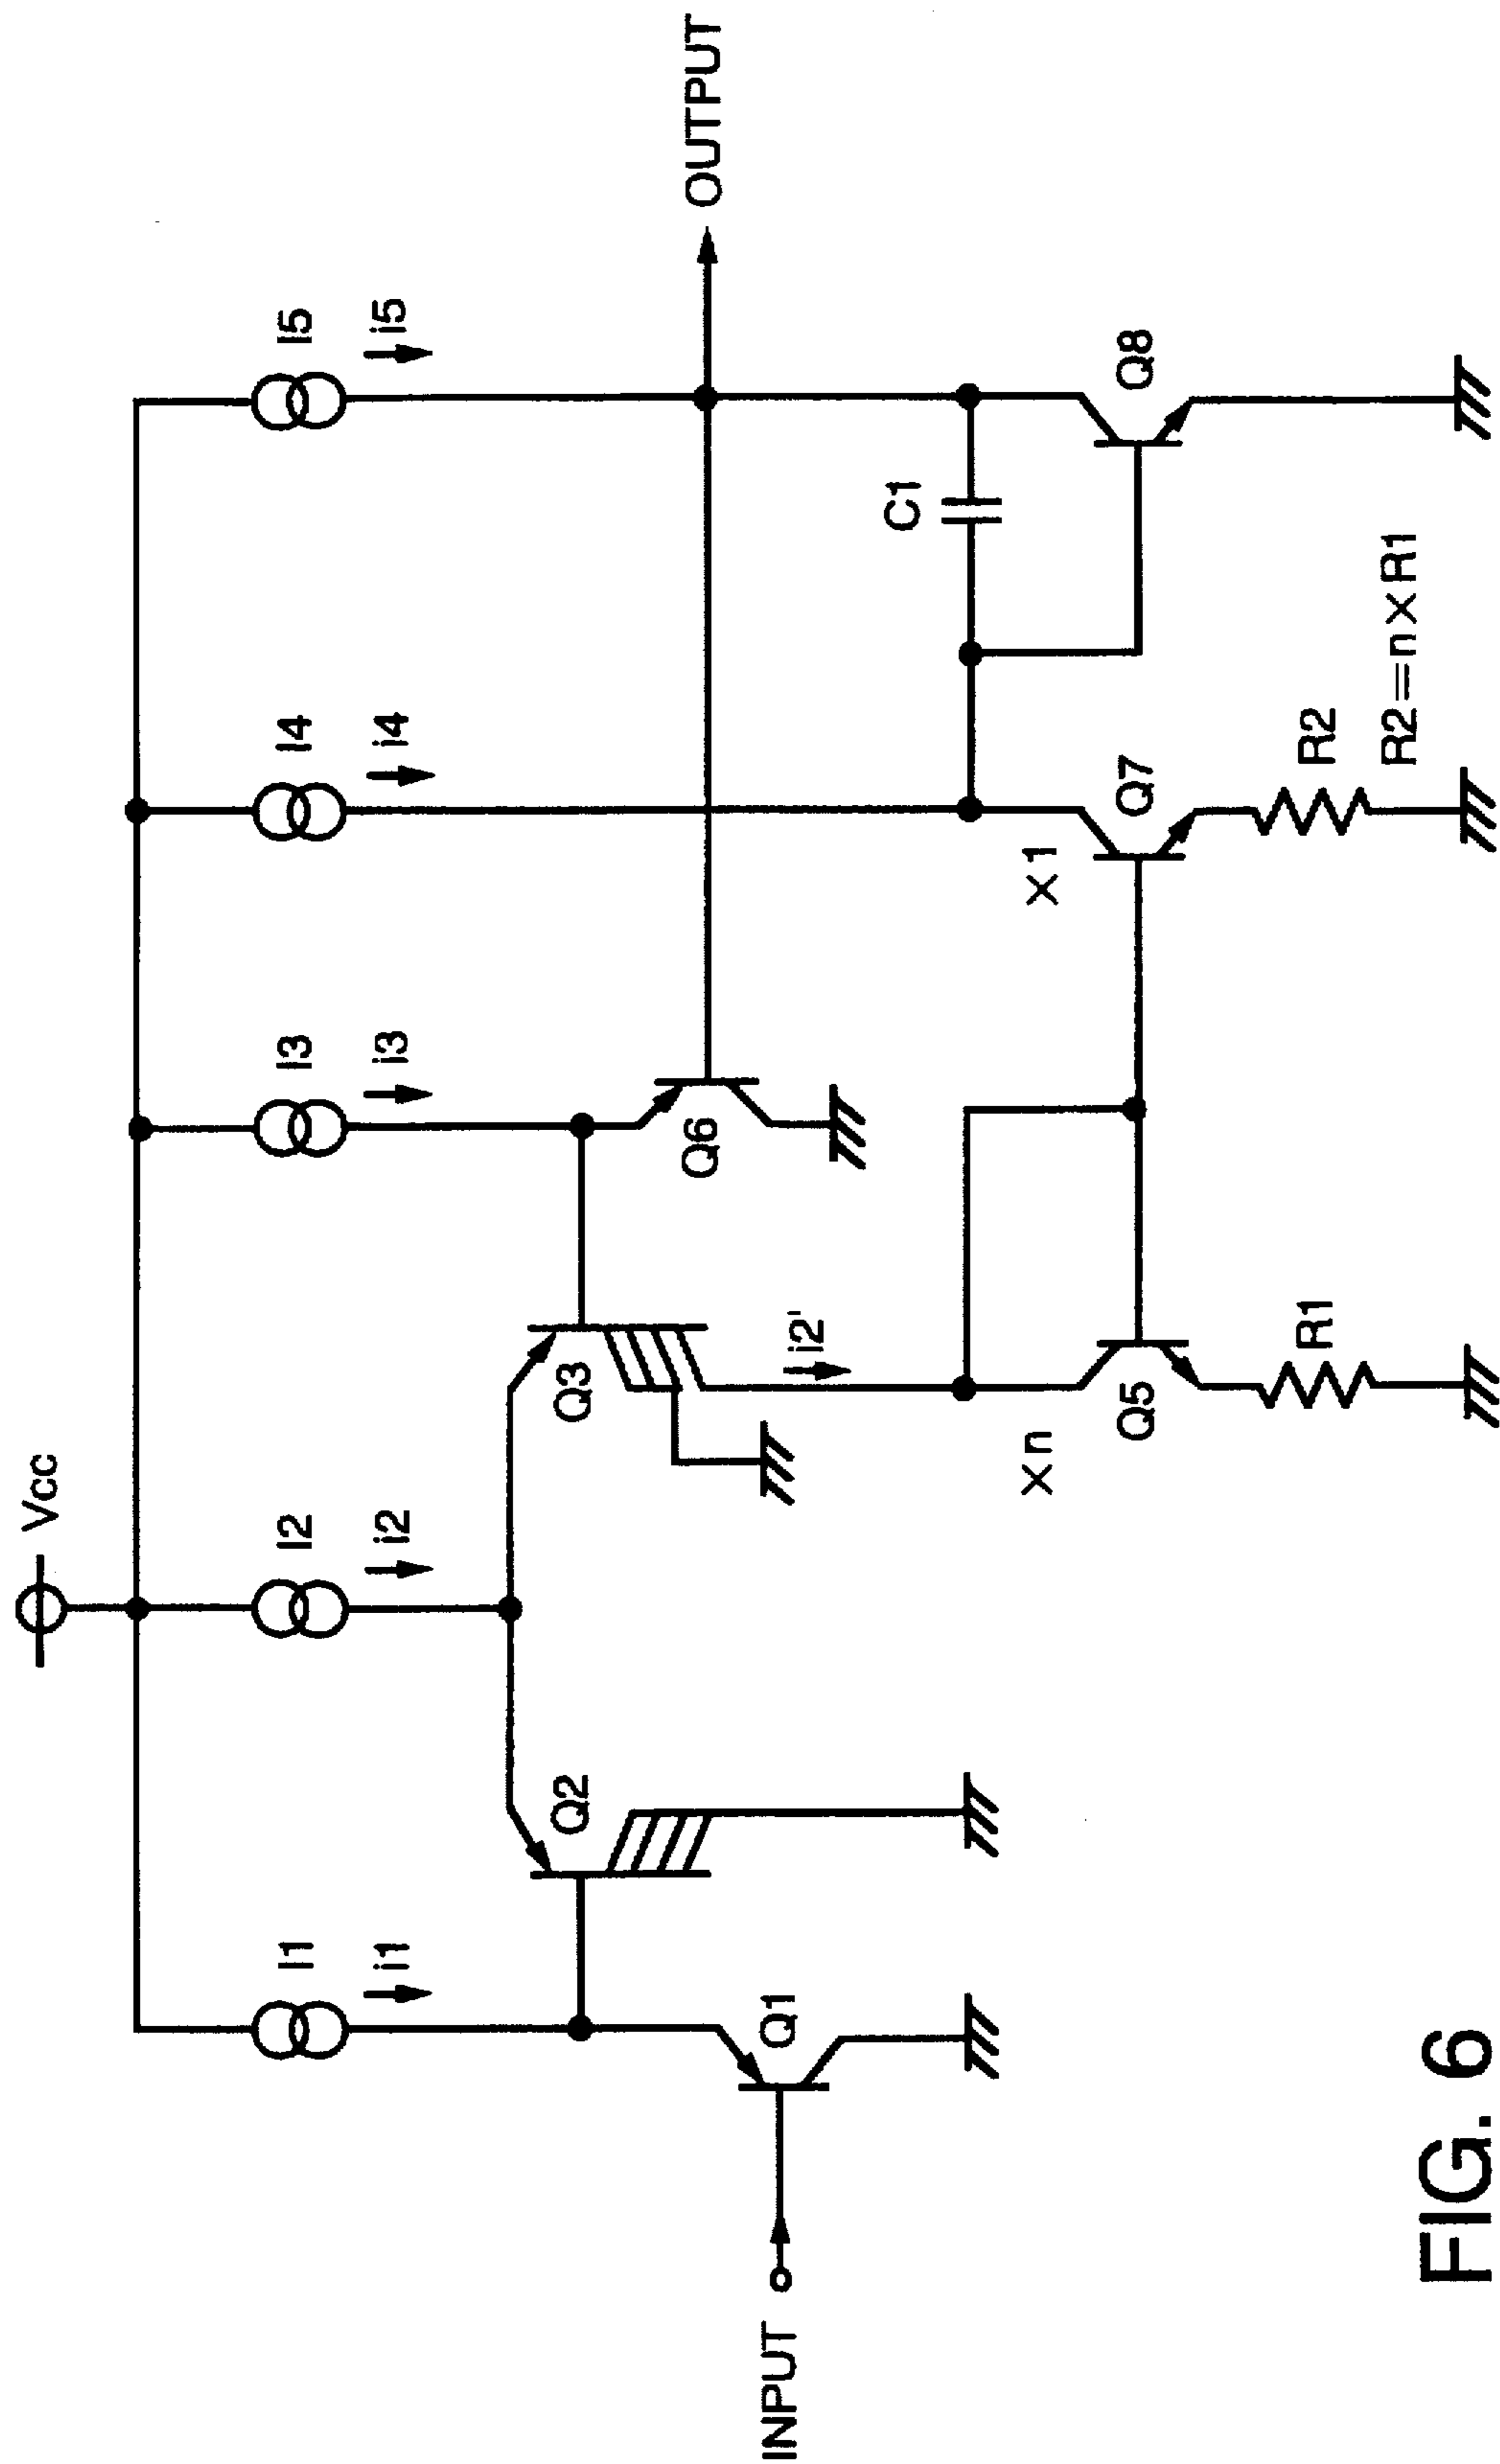 Vcc
I1
i1
I2
i2
I3
i3
I4
i4
I5
i5
Q2
Q3
INPUT
Q1
Q6
OUTPUT
i2'
C1
×n
×1
Q5
Q7
Q8
R1
R2
R2=n×R1
FIG. 6